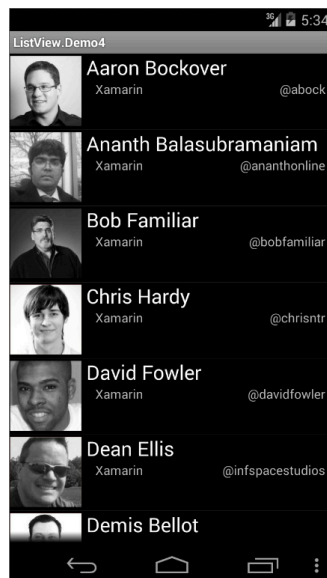 3G 5:34
ListView.Demo4
Aaron Bockover
Xamarin @abock
Ananth Balasubramaniam
Xamarin @ananthonline
Bob Familiar
Xamarin @bobfamiliar
Chris Hardy
Xamarin @chrisntr
David Fowler
Xamarin @davidfowler
Dean Ellis
Xamarin @infspacestudios
Demis Bellot